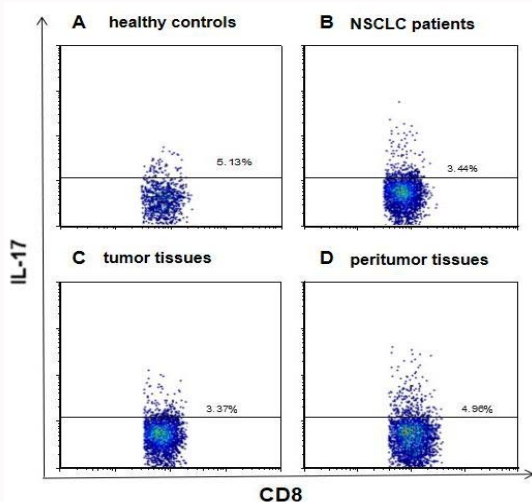 A healthy controls
B NSCLC patients
5.13%
3.44%
C tumor tissues
D peritumor tissues
3.37%
4.96%
IL-17
CD8